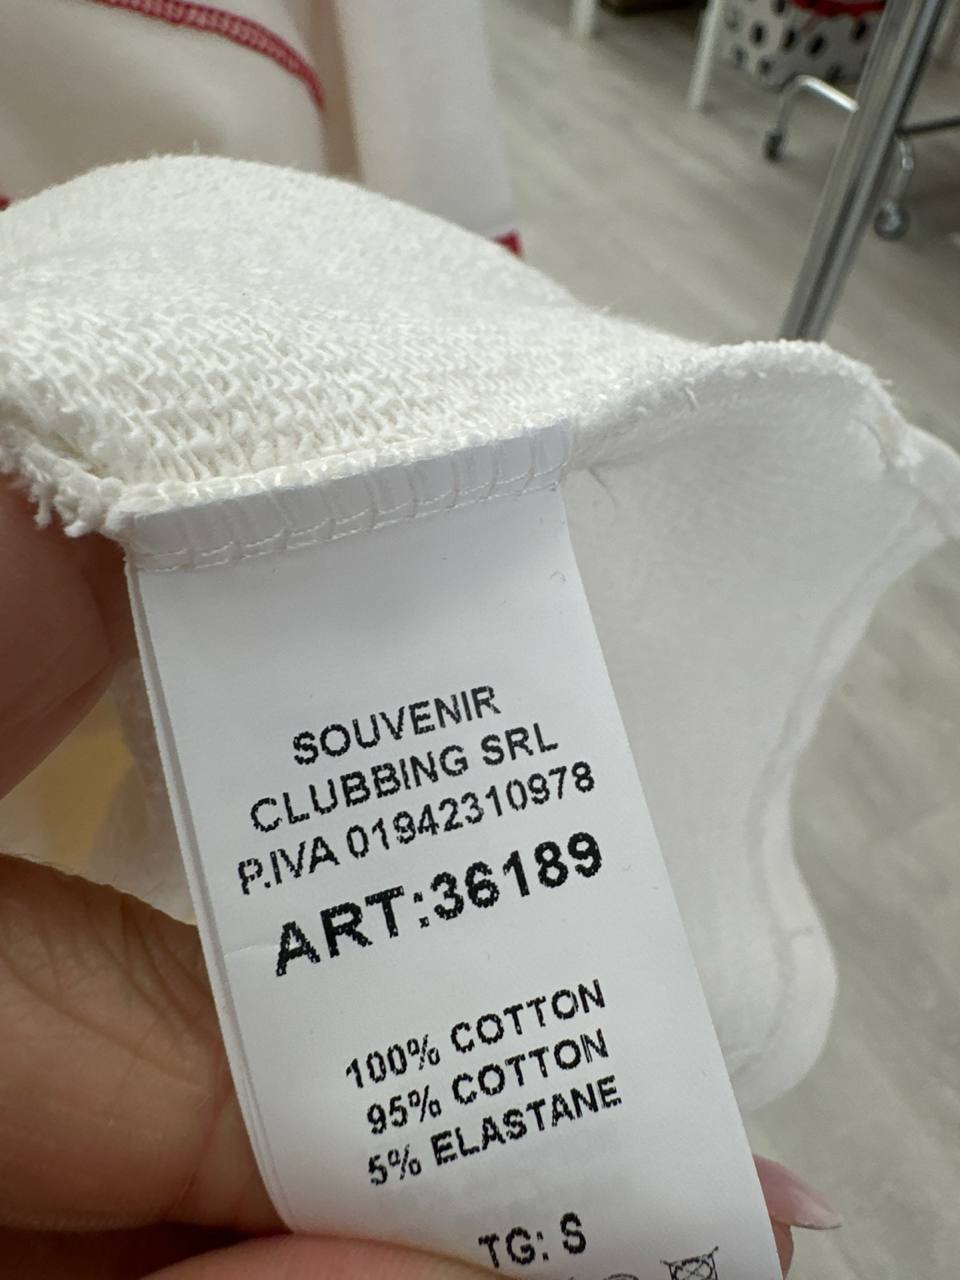 SOUVENIR
CLUBBING SRL
P.IVA 01942310978
ART:36189
100% COTTON
95% COTTON
5% ELASTANE
TG: S